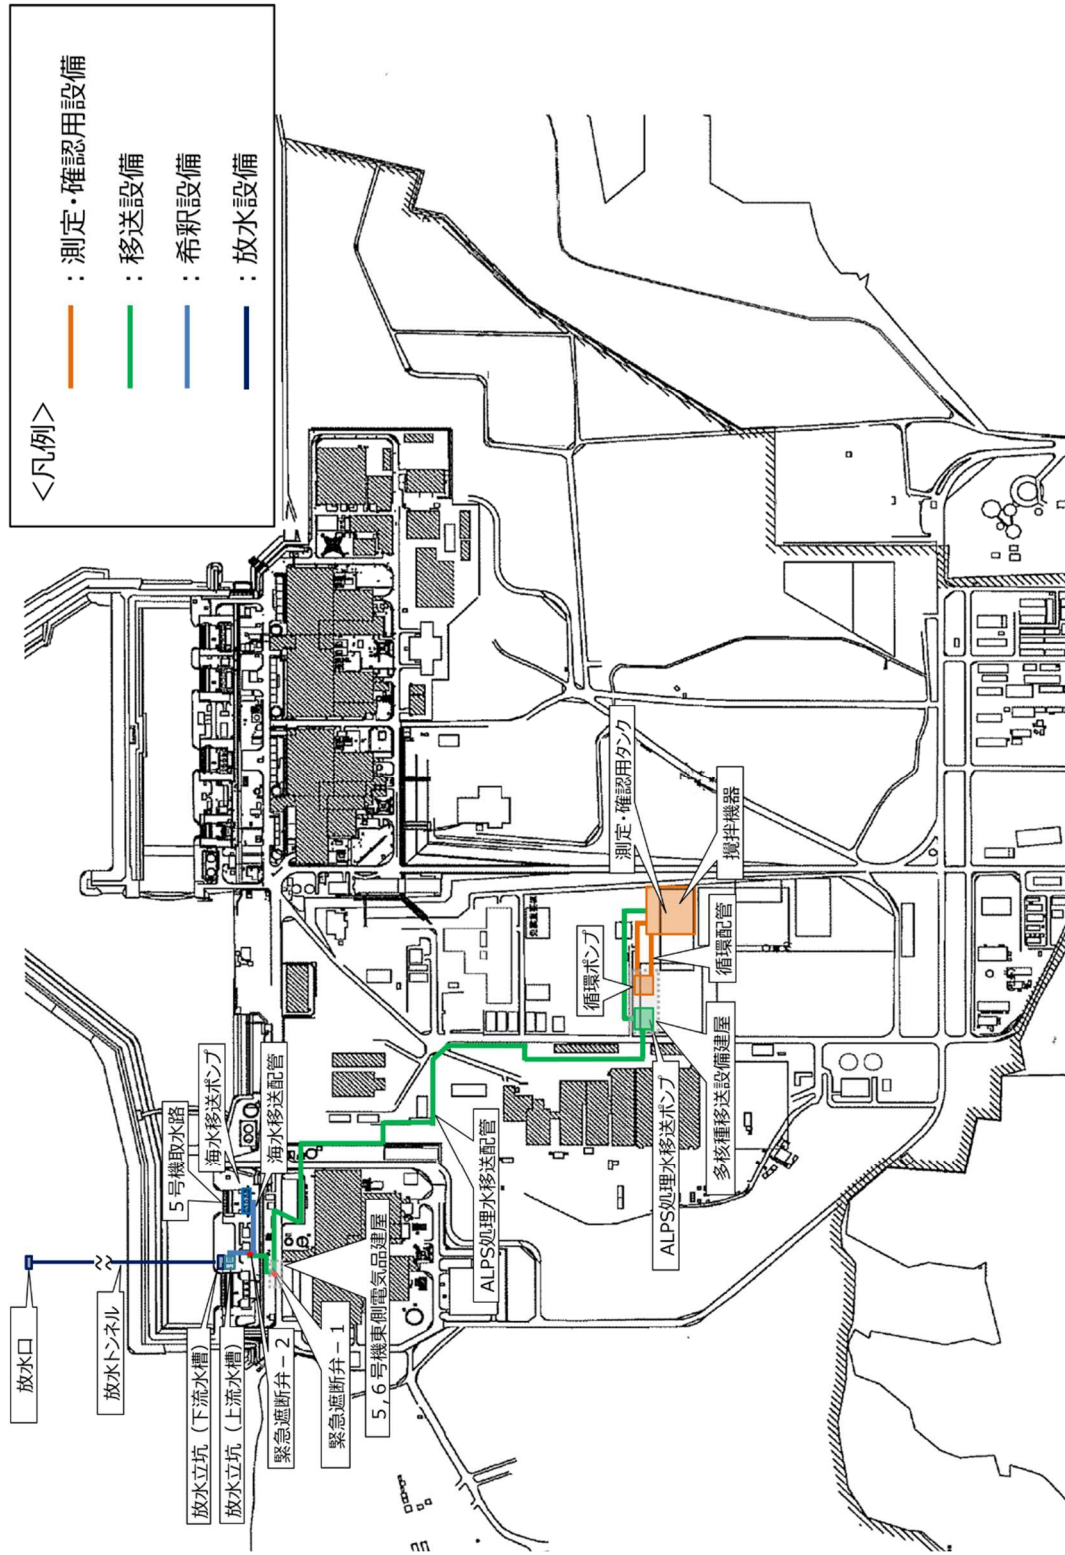 <凡例>
：測定・確認用設備
：移送設備
：希釈設備
：放水設備
放水口
放水トンネル
放水立坑（下流水槽）
放水立坑（上流水槽）
緊急遮断弁－2
緊急遮断弁－1
5,6号機東側電気品建屋
5号機取水路
海水移送ポンプ
海水移送配管
ALPS処理水移送配管
ALPS処理水移送ポンプ
多核種移送設備建屋
循環ポンプ
循環配管
測定・確認用タンク
攪拌機器